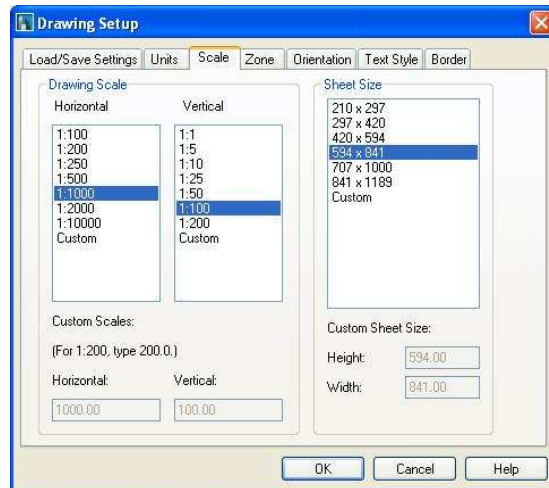 Drawing Setup
Load/Save Settings Units Scale Zone Orientation Text Style Border
Drawing Scale
Horizontal Vertical
1:100 1:1
1:200 1:5
1:250 1:10
1:500 1:25
1:1000 1:50
1:2000 1:100
1:10000 1:200
Custom Custom
Custom Scales:
(For 1:200, type 200.0.)
Horizontal: Vertical:
1000.00 100.00
Sheet Size
210 x 297
297 x 420
420 x 594
594 x 841
707 x 1000
841 x 1189
Custom
Custom Sheet Size:
Height: 594.00
Width: 841.00
OK Cancel Help